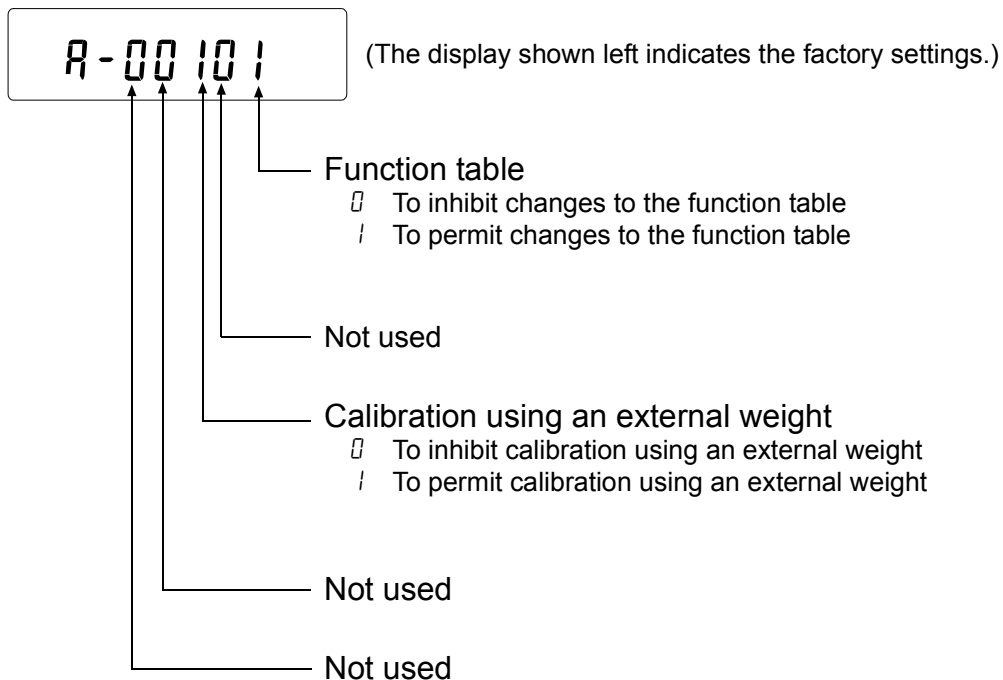 A-00101
(The display shown left indicates the factory settings.)
Function table
0 To inhibit changes to the function table
1 To permit changes to the function table
Not used
Calibration using an external weight
0 To inhibit calibration using an external weight
1 To permit calibration using an external weight
Not used
Not used